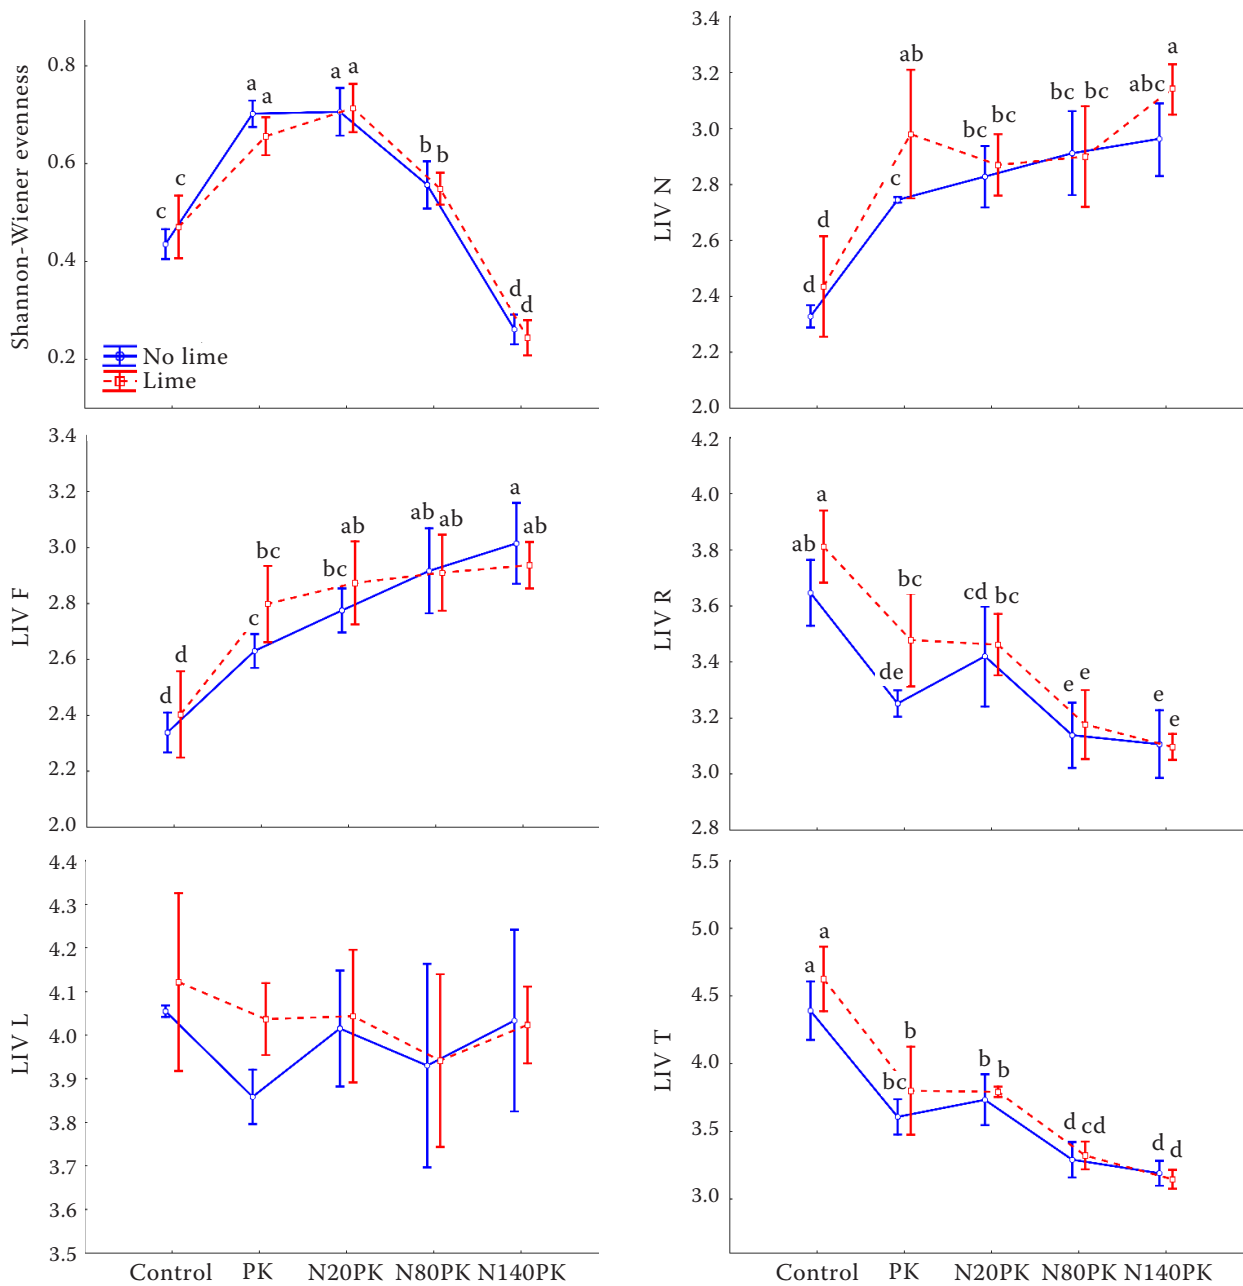 Shannon-Wiener evenness
0.8
0.6
0.4
0.2
c
c
a
a
a
a
b
b
d
d
No lime
Lime
LIV N
3.4
3.2
3.0
2.8
2.6
2.4
2.2
2.0
d
d
c
ab
bc
bc
bc
bc
abc
a
LIV F
3.4
3.2
3.0
2.8
2.6
2.4
2.2
2.0
d
d
c
bc
bc
ab
ab
ab
a
ab
LIV R
4.2
4.0
3.8
3.6
3.4
3.2
3.0
2.8
ab
a
de
bc
cd
bc
e
e
e
e
LIV L
4.4
4.3
4.2
4.1
4.0
3.9
3.8
3.7
3.6
3.5
Control PK N20PK N80PK N140PK
LIV T
5.5
5.0
4.5
4.0
3.5
3.0
a
a
bc
b
b
b
d
cd
d
d
Control PK N20PK N80PK N140PK